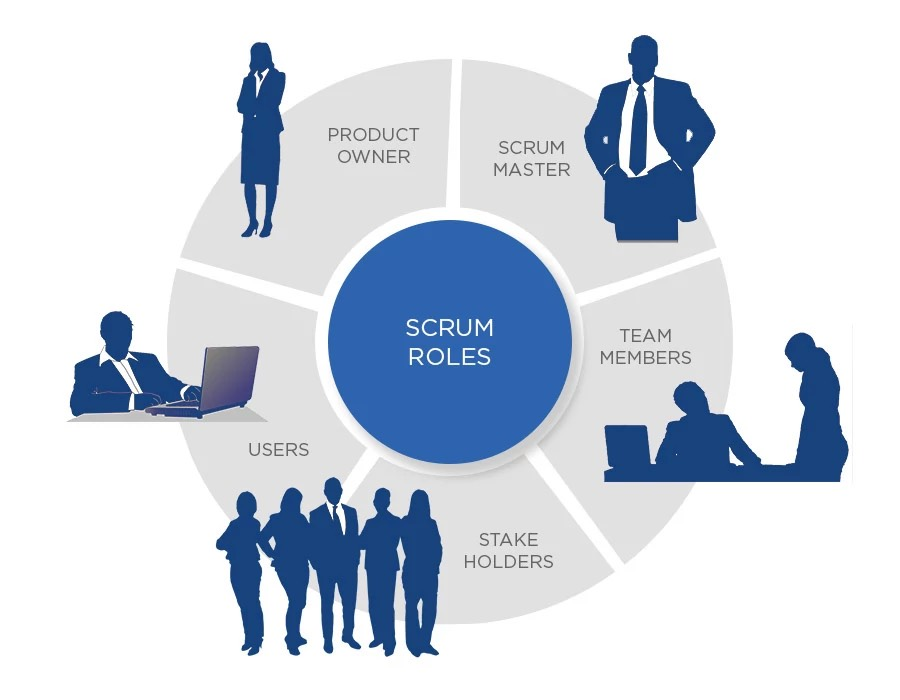 PRODUCT
OWNER
SCRUM
MASTER
SCRUM
ROLES
TEAM
MEMBERS
USERS
STAKE
HOLDERS